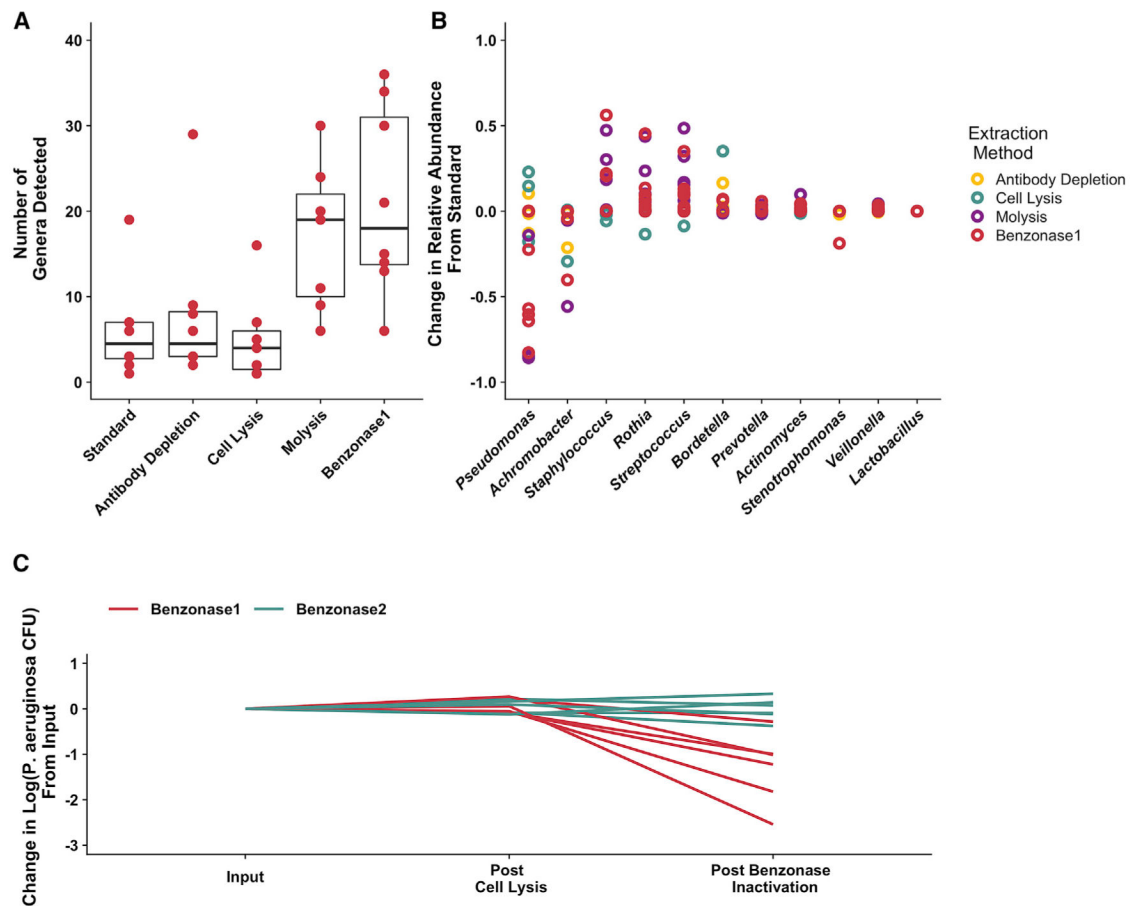 A
Number of
Genera Detected
40
30
20
10
0
Standard
Antibody Depletion
Cell Lysis
Molysis
Benzonase1
B
Change in Relative Abundance
From Standard
1.0
0.5
0.0
-0.5
-1.0
Pseudomonas
Achromobacter
Staphylococcus
Rothia
Streptococcus
Bordetella
Prevotella
Actinomyces
Stenotrophomonas
Veillonella
Lactobacillus
Extraction
Method
Antibody Depletion
Cell Lysis
Molysis
Benzonase1
C
Benzonase1
Benzonase2
Change in Log(P. aeruginosa CFU)
From Input
1
0
-1
-2
-3
Input
Post
Cell Lysis
Post Benzonase
Inactivation